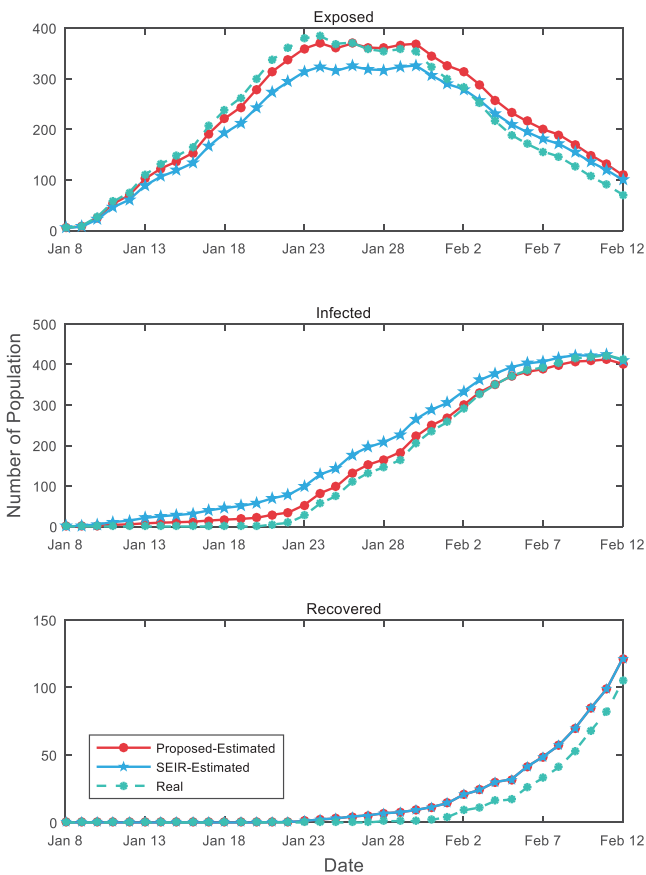 Exposed
400
300
200
100
0
Jan 8 Jan 13 Jan 18 Jan 23 Jan 28 Feb 2 Feb 7 Feb 12
Number of Population
Infected
500
400
300
200
100
0
Jan 8 Jan 13 Jan 18 Jan 23 Jan 28 Feb 2 Feb 7 Feb 12
Recovered
150
100
50
0
Proposed-Estimated
SEIR-Estimated
Real
Jan 8 Jan 13 Jan 18 Jan 23 Jan 28 Feb 2 Feb 7 Feb 12
Date